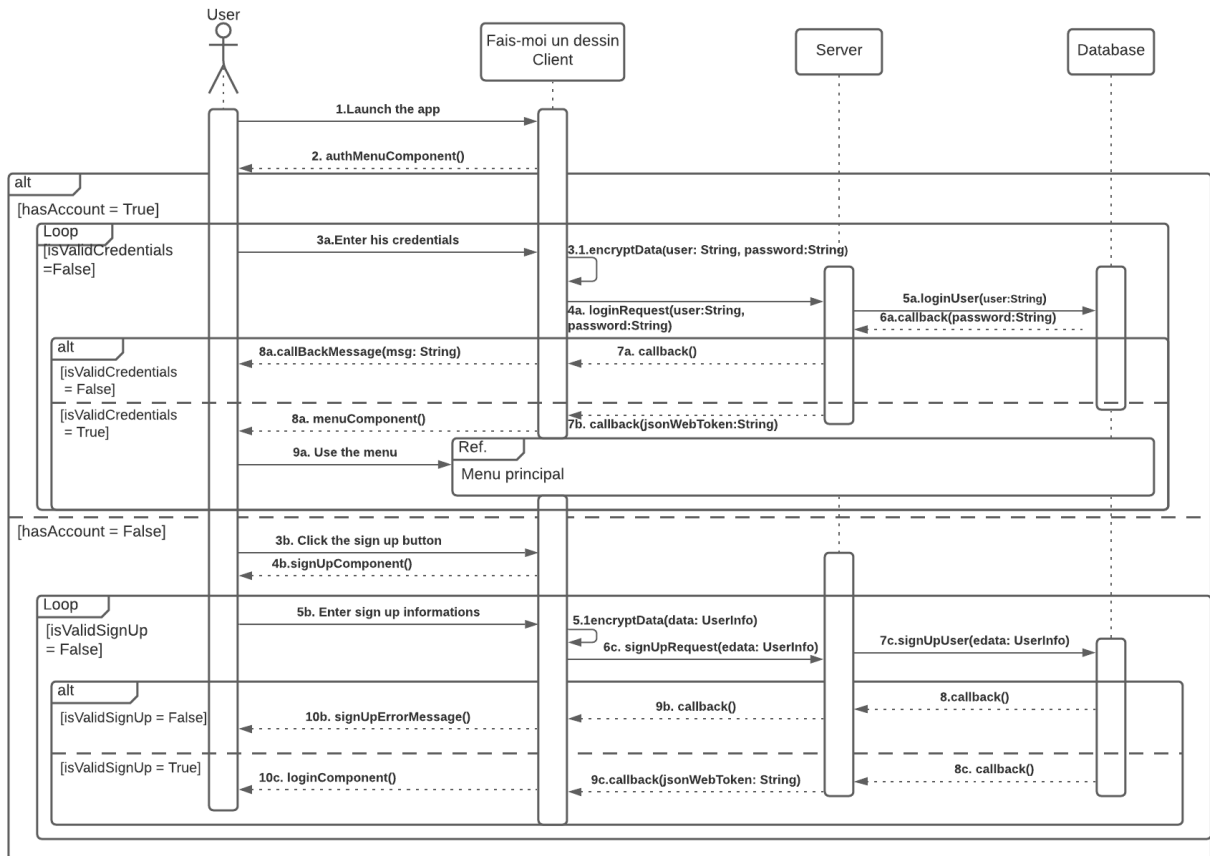 User
Fais-moi un dessin
Client
Server
Database
1.Launch the app
2. authMenuComponent()
alt
[hasAccount = True]
Loop
[isValidCredentials
=False]
3a.Enter his credentials
3.1.encryptData(user: String, password:String)
4a. loginRequest(user:String,
password:String)
5a.loginUser(user:String)
6a.callback(password:String)
alt
[isValidCredentials
= False]
8a.callBackMessage(msg: String)
7a. callback()
[isValidCredentials
= True]
8a. menuComponent()
7b. callback(jsonWebToken:String)
9a. Use the menu
Ref.
Menu principal
[hasAccount = False]
3b. Click the sign up button
4b.signUpComponent()
Loop
[isValidSignUp
= False]
5b. Enter sign up informations
5.1encryptData(data: UserInfo)
6c. signUpRequest(edata: UserInfo)
7c.signUpUser(edata: UserInfo)
alt
[isValidSignUp = False]
10b. signUpErrorMessage()
9b. callback()
8.callback()
[isValidSignUp = True]
10c. loginComponent()
9c.callback(jsonWebToken: String)
8c. callback()